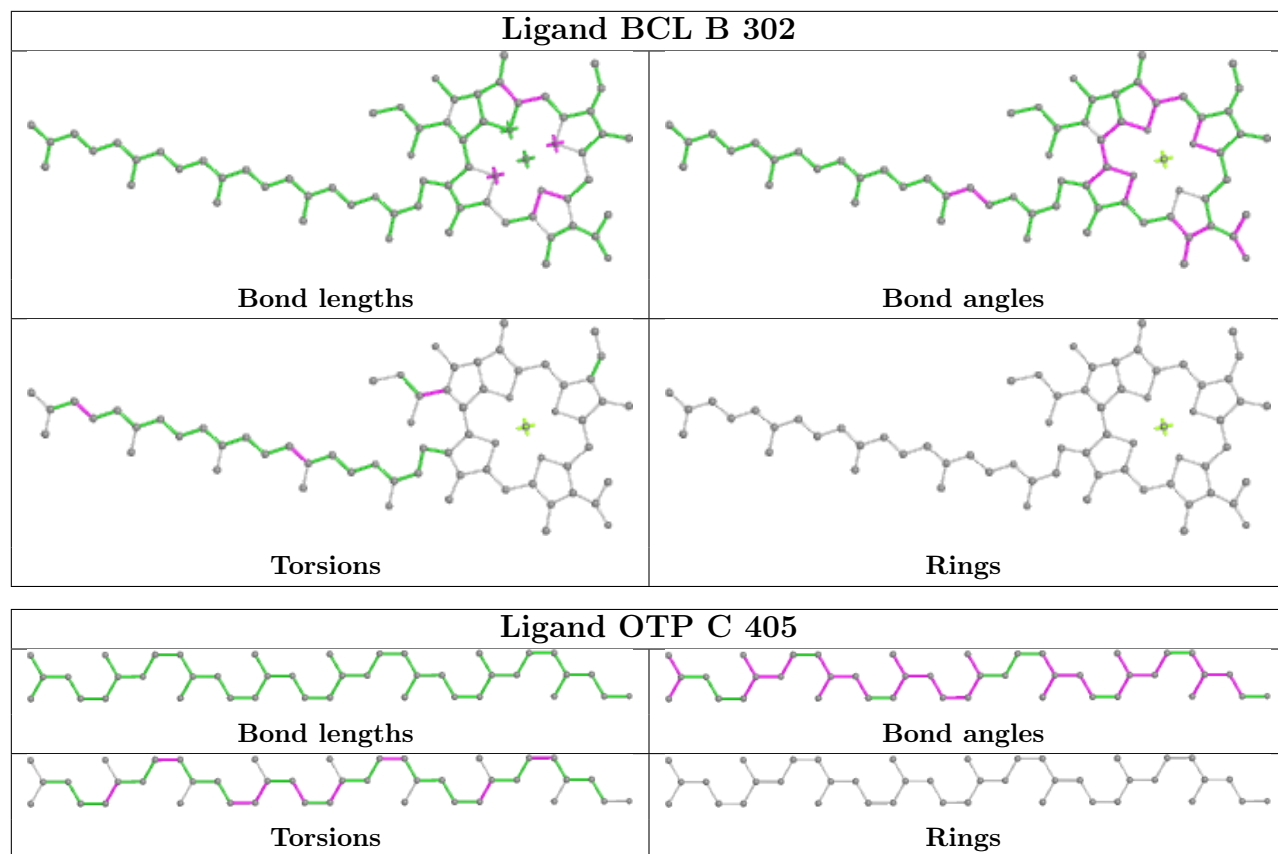 Ligand BCL B 302
Bond lengths
Bond angles
Torsions
Rings
Ligand OTP C 405
Bond lengths
Bond angles
Torsions
Rings